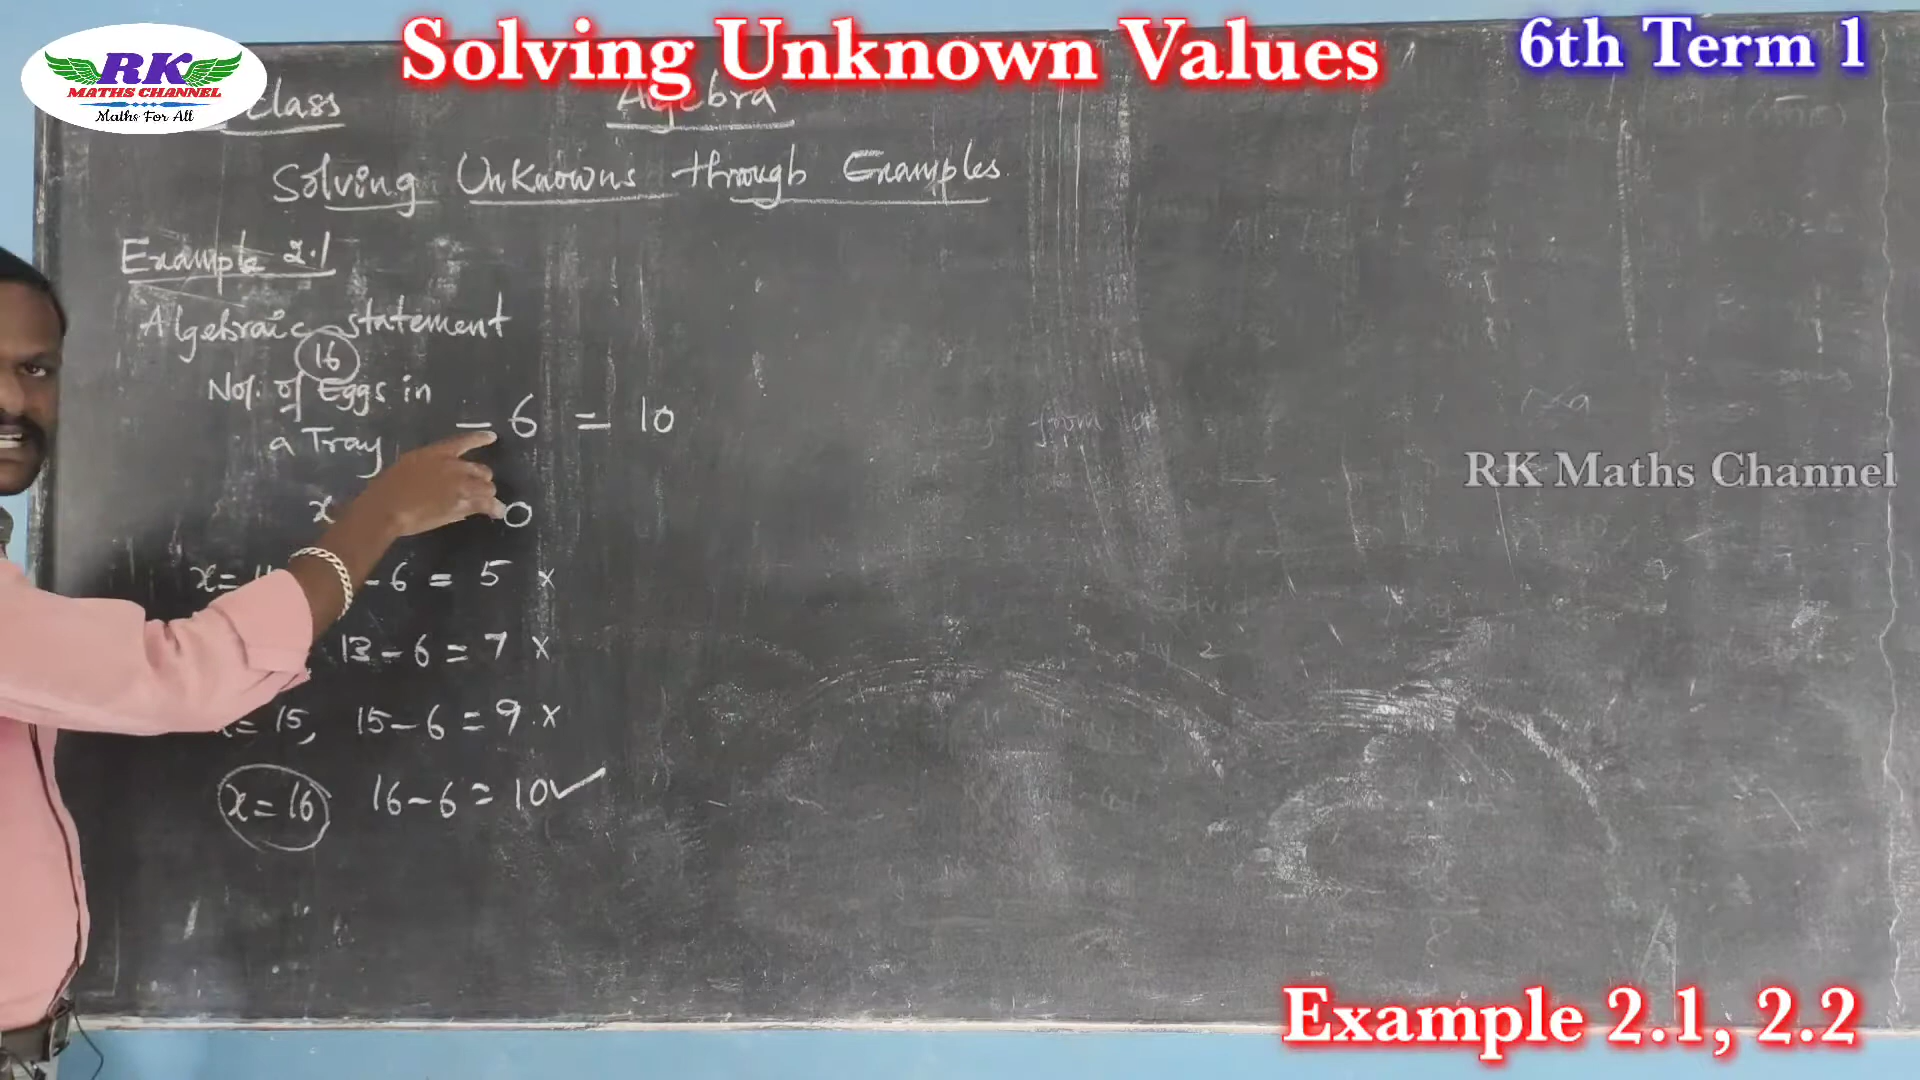 Solving Unknown Values
6th Term 1
RK
MATHS CHANNEL
Maths For All
Class
Algebra
Solving Unknowns through Examples
Example 2.1
Algebraic statement
16
No. of Eggs in
a Tray
- 6 = 10
x
0
x =
- 6 = 5 x
13 - 6 = 7 x
= 15, 15 - 6 = 9 x
x = 16 16 - 6 = 10 ✓
RK Maths Channel
Example 2.1, 2.2